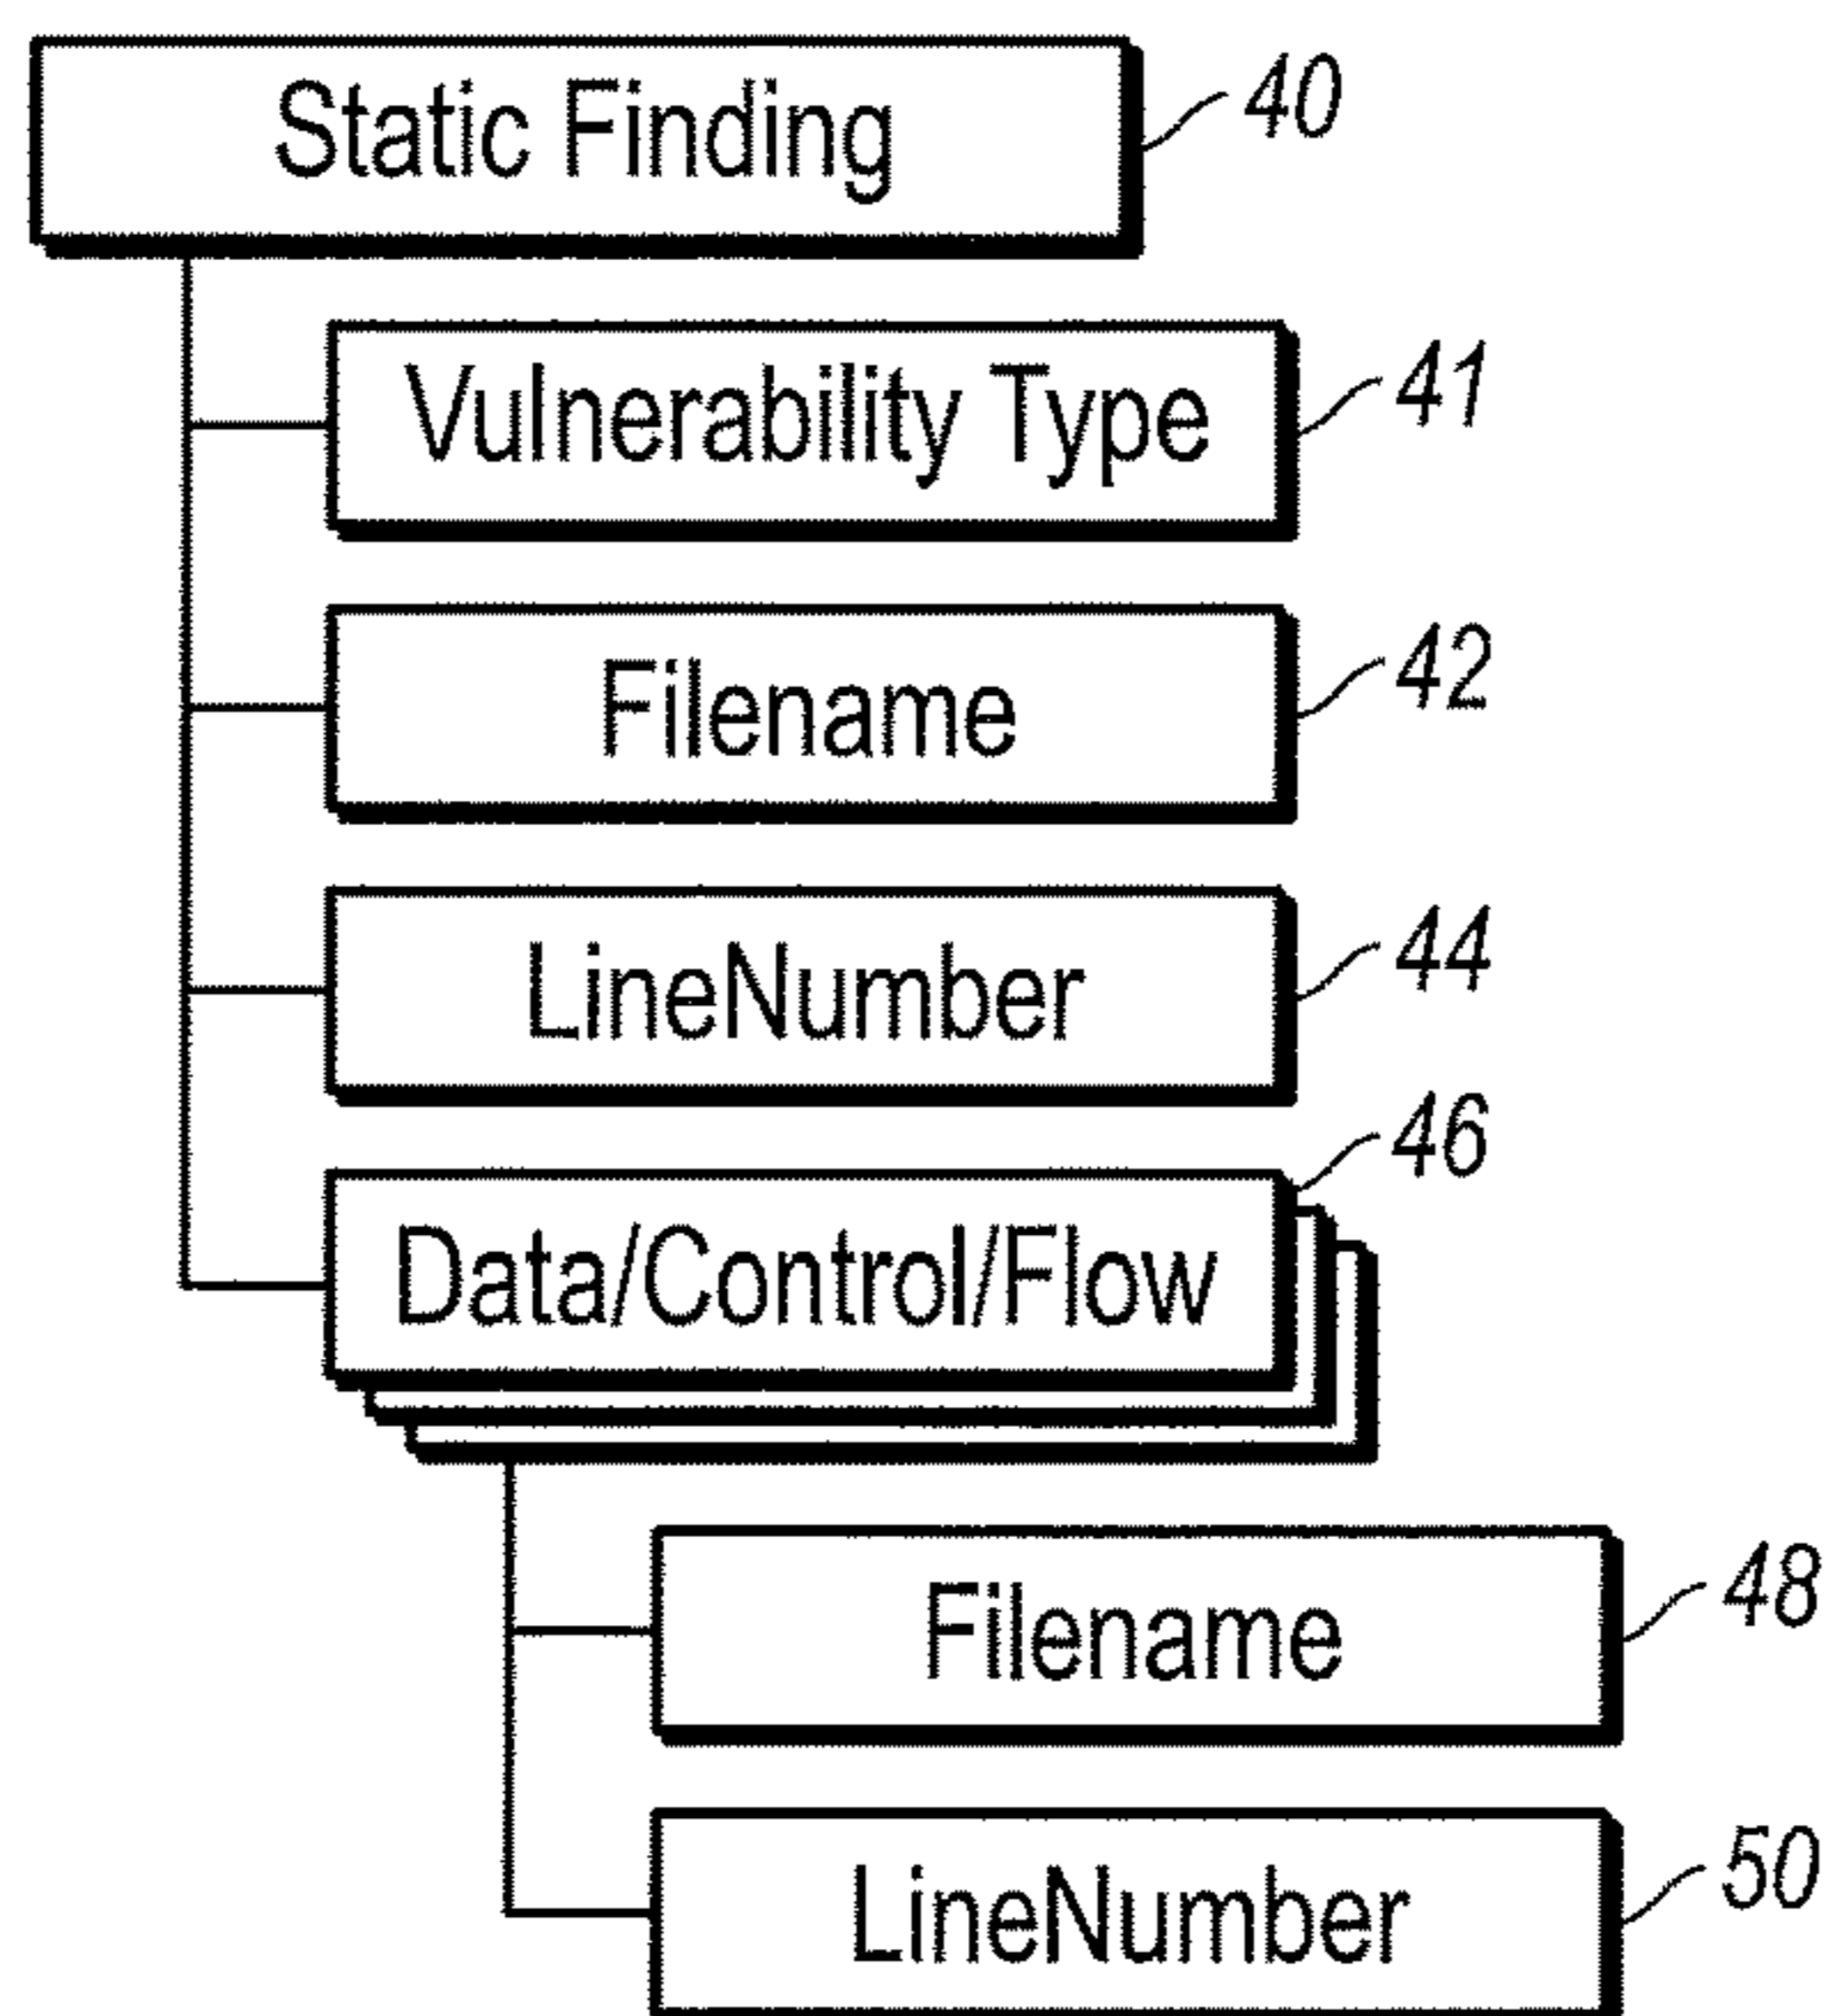 Static Finding 40
Vulnerability Type 41
Filename 42
LineNumber 44
46
Data/Control/Flow
Filename 48
LineNumber 50